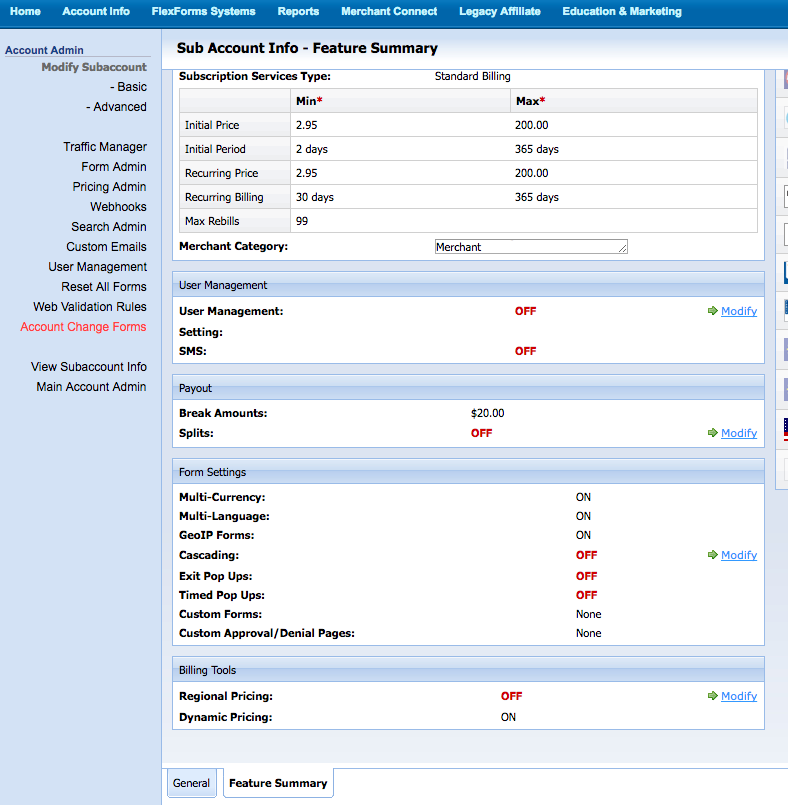 Home Account Info FlexForms Systems Reports Merchant Connect Legacy Affiliate Education & Marketing
Account Admin
Modify Subaccount
- Basic
- Advanced
Traffic Manager
Form Admin
Pricing Admin
Webhooks
Search Admin
Custom Emails
User Management
Reset All Forms
Web Validation Rules
Account Change Forms
View Subaccount Info
Main Account Admin
Sub Account Info - Feature Summary
Subscription Services Type: Standard Billing
Min* Max*
Initial Price 2.95 200.00
Initial Period 2 days 365 days
Recurring Price 2.95 200.00
Recurring Billing 30 days 365 days
Max Rebills 99
Merchant Category: Merchant
User Management
User Management: OFF Modify
Setting:
SMS: OFF
Payout
Break Amounts: $20.00
Splits: OFF Modify
Form Settings
Multi-Currency: ON
Multi-Language: ON
GeoIP Forms: ON
Cascading: OFF Modify
Exit Pop Ups: OFF
Timed Pop Ups: OFF
Custom Forms: None
Custom Approval/Denial Pages: None
Billing Tools
Regional Pricing: OFF Modify
Dynamic Pricing: ON
General Feature Summary